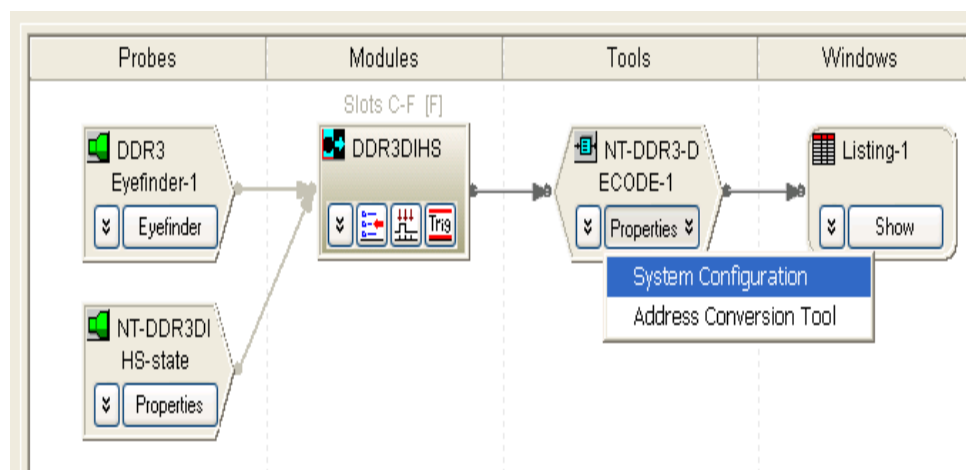 Probes
Modules
Tools
Windows
Slots C-F [F]
DDR3
Eyefinder-1
Eyefinder
DDR3DIHS
Trig
NT-DDR3-D
ECODE-1
Properties
Listing-1
Show
System Configuration
Address Conversion Tool
NT-DDR3DI
HS-state
Properties